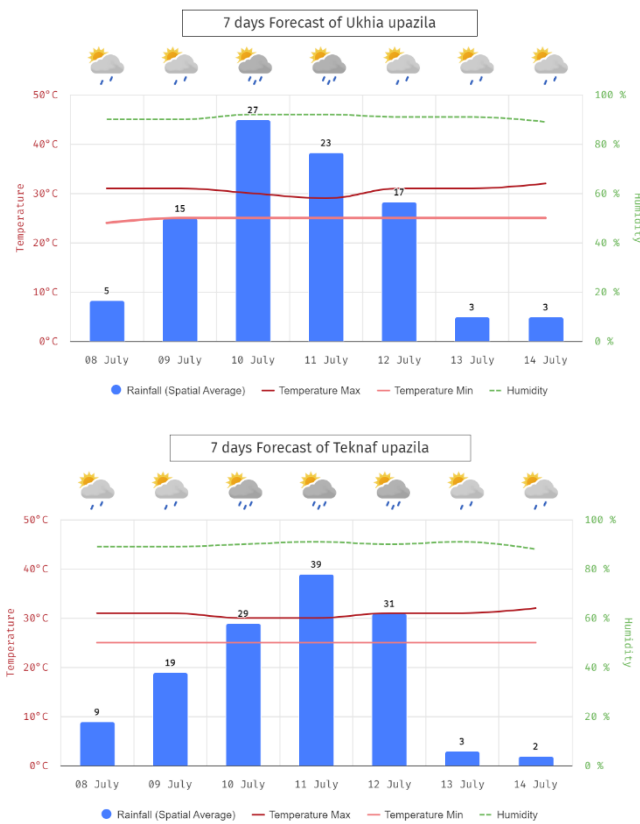 7 days Forecast of Ukhia upazila
50°C
40°C
30°C
20°C
10°C
0°C
Temperature
100 %
80 %
60 %
40 %
20 %
0 %
Humidity
5
15
27
23
17
3
3
08 July 09 July 10 July 11 July 12 July 13 July 14 July
Rainfall (Spatial Average) Temperature Max Temperature Min Humidity
7 days Forecast of Teknaf upazila
50°C
40°C
30°C
20°C
10°C
0°C
Temperature
100 %
80 %
60 %
40 %
20 %
0 %
Humidity
9
19
29
39
31
3
2
08 July 09 July 10 July 11 July 12 July 13 July 14 July
Rainfall (Spatial Average) Temperature Max Temperature Min Humidity